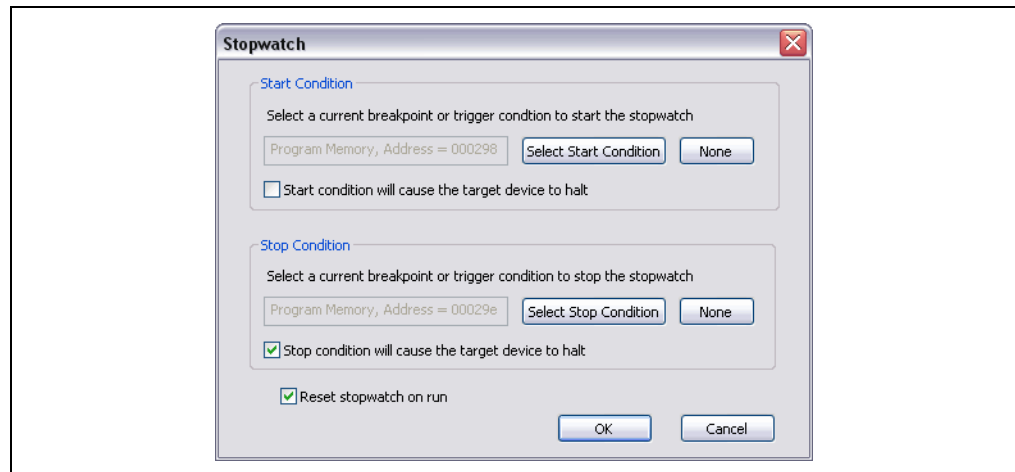 Stopwatch
Start Condition
Select a current breakpoint or trigger condtion to start the stopwatch
Program Memory, Address = 000298
Select Start Condition
None
Start condition will cause the target device to halt
Stop Condition
Select a current breakpoint or trigger condition to stop the stopwatch
Program Memory, Address = 00029e
Select Stop Condition
None
Stop condition will cause the target device to halt
Reset stopwatch on run
OK
Cancel